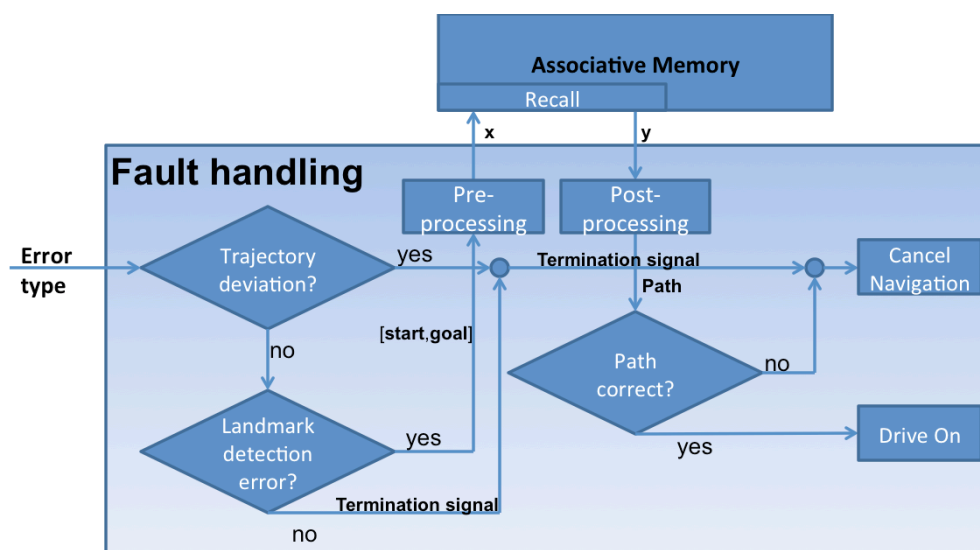 Associative Memory
Recall
x
y
Fault handling
Pre-
processing
Post-
processing
Error
type
Trajectory
deviation?
yes
Termination signal
Cancel
Navigation
Path
no
[start,goal]
Path
correct?
no
Landmark
detection
error?
yes
yes
Drive On
Termination signal
no